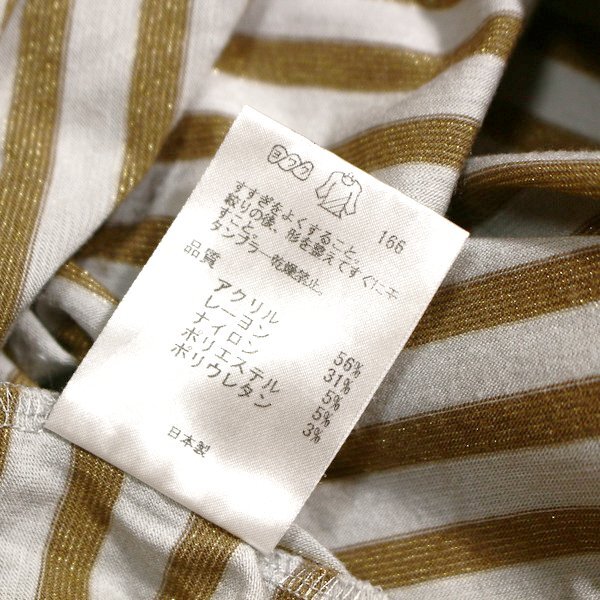 ヨワク
166
すすぎをよくすること。
絞りの後、形を整えてすぐに干
すこと。
タンブラー乾燥禁止。
品質
アクリル 56%
レーヨン 31%
ナイロン 5%
ポリエステル 5%
ポリウレタン 3%
日本製